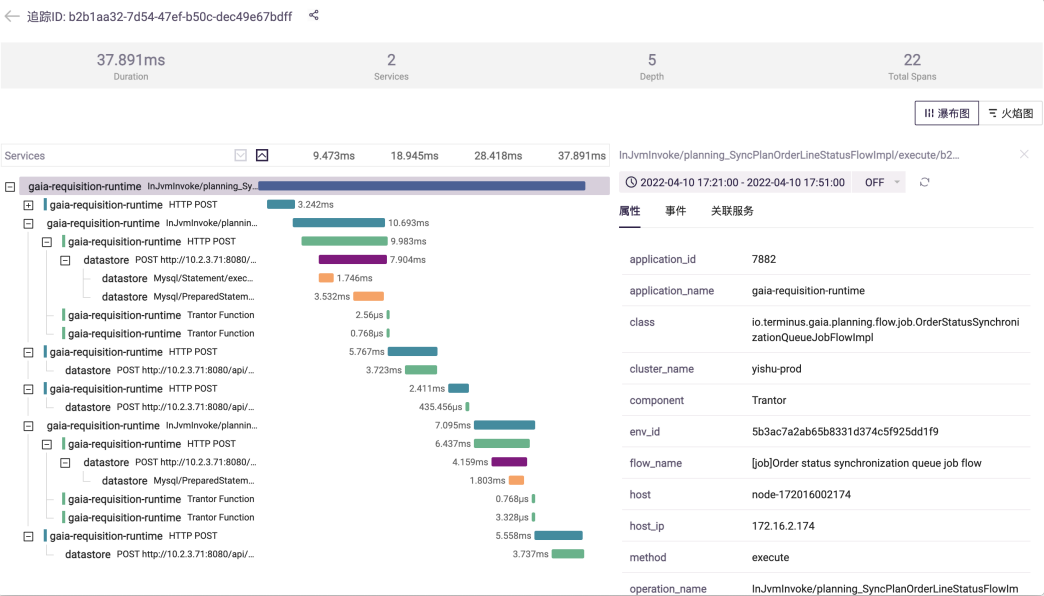 追踪ID: b2b1aa32-7d54-47ef-b50c-dec49e67bdff
37.891ms 2 5 22
Duration Services Depth Total Spans
瀑布图 火焰图
Services 9.473ms 18.945ms 28.418ms 37.891ms
gaia-requisition-runtime InJvmInvoke/planning_Sy...
gaia-requisition-runtime HTTP POST 3.242ms
gaia-requisition-runtime InJvmInvoke/plannin... 10.693ms
gaia-requisition-runtime HTTP POST 9.983ms
datastore POST http://10.2.3.71:8080/... 7.904ms
datastore Mysql/Statement/exec... 1.746ms
datastore Mysql/PreparedStatem... 3.532ms
gaia-requisition-runtime Trantor Function 2.56μs
gaia-requisition-runtime Trantor Function 0.768μs
gaia-requisition-runtime HTTP POST 5.767ms
datastore POST http://10.2.3.71:8080/api/... 3.723ms
gaia-requisition-runtime HTTP POST 2.411ms
datastore POST http://10.2.3.71:8080/api/... 435.456μs
gaia-requisition-runtime InJvmInvoke/plannin... 7.095ms
gaia-requisition-runtime HTTP POST 6.437ms
datastore POST http://10.2.3.71:8080/... 4.159ms
datastore Mysql/PreparedStatem... 1.803ms
gaia-requisition-runtime Trantor Function 0.768μs
gaia-requisition-runtime Trantor Function 3.328μs
gaia-requisition-runtime HTTP POST 5.558ms
datastore POST http://10.2.3.71:8080/api/... 3.737ms
InJvmInvoke/planning_SyncPlanOrderLineStatusFlowImpl/execute/b2...
2022-04-10 17:21:00 - 2022-04-10 17:51:00 OFF
属性 事件 关联服务
application_id 7882
application_name gaia-requisition-runtime
class io.terminus.gaia.planning.flow.job.OrderStatusSynchroni
zationQueueJobFlowImpl
cluster_name yishu-prod
component Trantor
env_id 5b3ac7a2ab65b8331d374c5f925dd1f9
flow_name [job]Order status synchronization queue job flow
host node-172016002174
host_ip 172.16.2.174
method execute
operation_name InJvmInvoke/planning_SyncPlanOrderLineStatusFlowIm